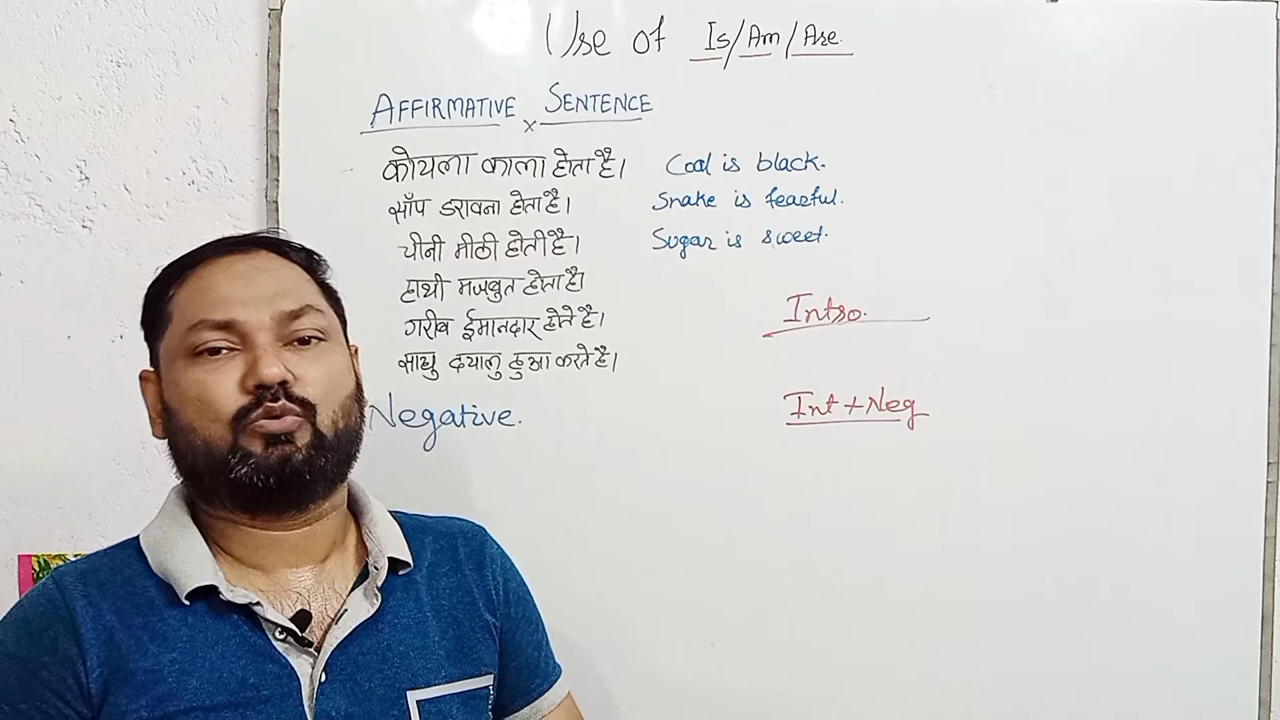 Use of Is/Am/Are.
AFFIRMATIVE SENTENCE
कोयला काला होता है। Coal is black.
साँप डरावना होता है। Snake is fearful.
चीनी मीठी होती है। Sugar is sweet.
हाथी मजबुत होता है।
गरीब ईमानदार होते है।
साधु दयालु हुआ करते है।
Intro.
Negative.
Int + Neg